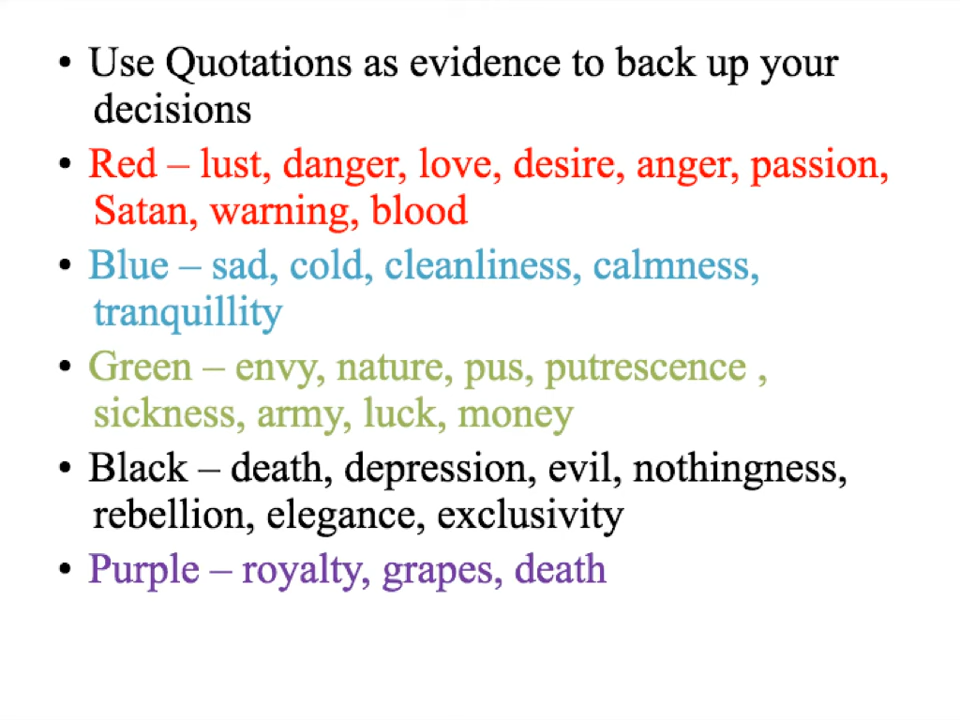 • Use Quotations as evidence to back up your
decisions
• Red – lust, danger, love, desire, anger, passion,
Satan, warning, blood
• Blue – sad, cold, cleanliness, calmness,
tranquillity
• Green – envy, nature, pus, putrescence ,
sickness, army, luck, money
• Black – death, depression, evil, nothingness,
rebellion, elegance, exclusivity
• Purple – royalty, grapes, death